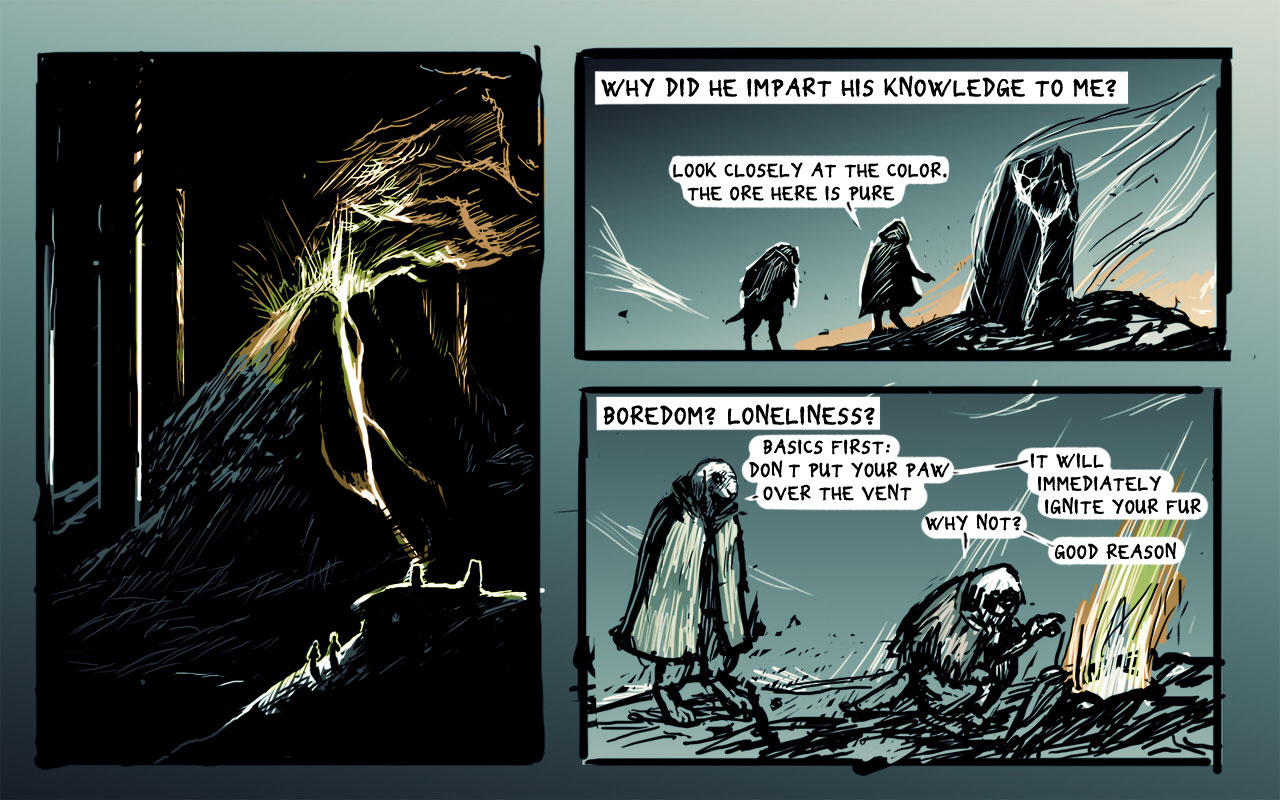 WHY DID HE IMPART HIS KNOWLEDGE TO ME?
LOOK CLOSELY AT THE COLOR.
THE ORE HERE IS PURE
BOREDOM? LONELINESS?
BASICS FIRST:
DON T PUT YOUR PAW
OVER THE VENT
IT WILL
IMMEDIATELY
IGNITE YOUR FUR
WHY NOT?
GOOD REASON